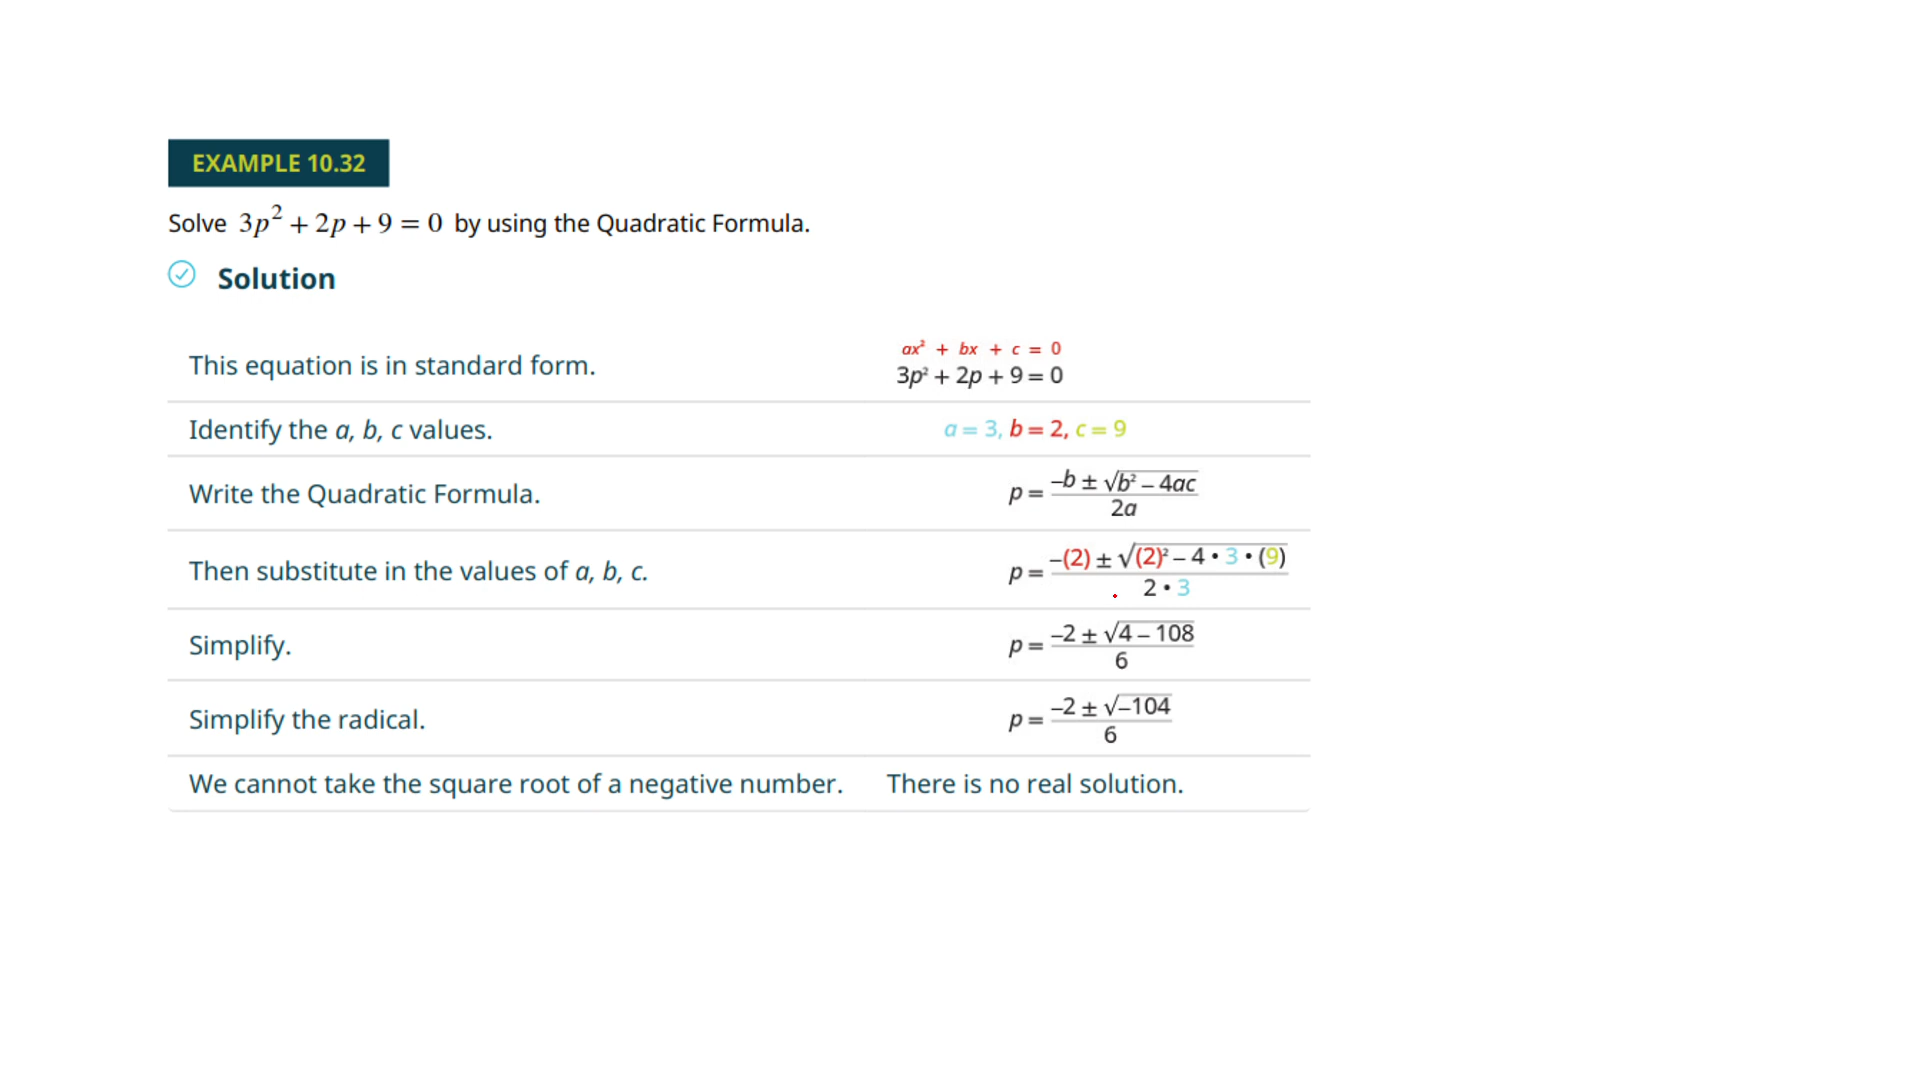 EXAMPLE 10.32
Solve 3p² + 2p + 9 = 0 by using the Quadratic Formula.
Solution
This equation is in standard form.
ax² + bx + c = 0
3p² + 2p + 9 = 0
Identify the a, b, c values.
a = 3, b = 2, c = 9
Write the Quadratic Formula.
p = (–b ± √(b² – 4ac)) / 2a
Then substitute in the values of a, b, c.
p = (–(2) ± √((2)² – 4 • 3 • (9))) / 2 • 3
Simplify.
p = (–2 ± √(4 – 108)) / 6
Simplify the radical.
p = (–2 ± √(–104)) / 6
We cannot take the square root of a negative number. There is no real solution.